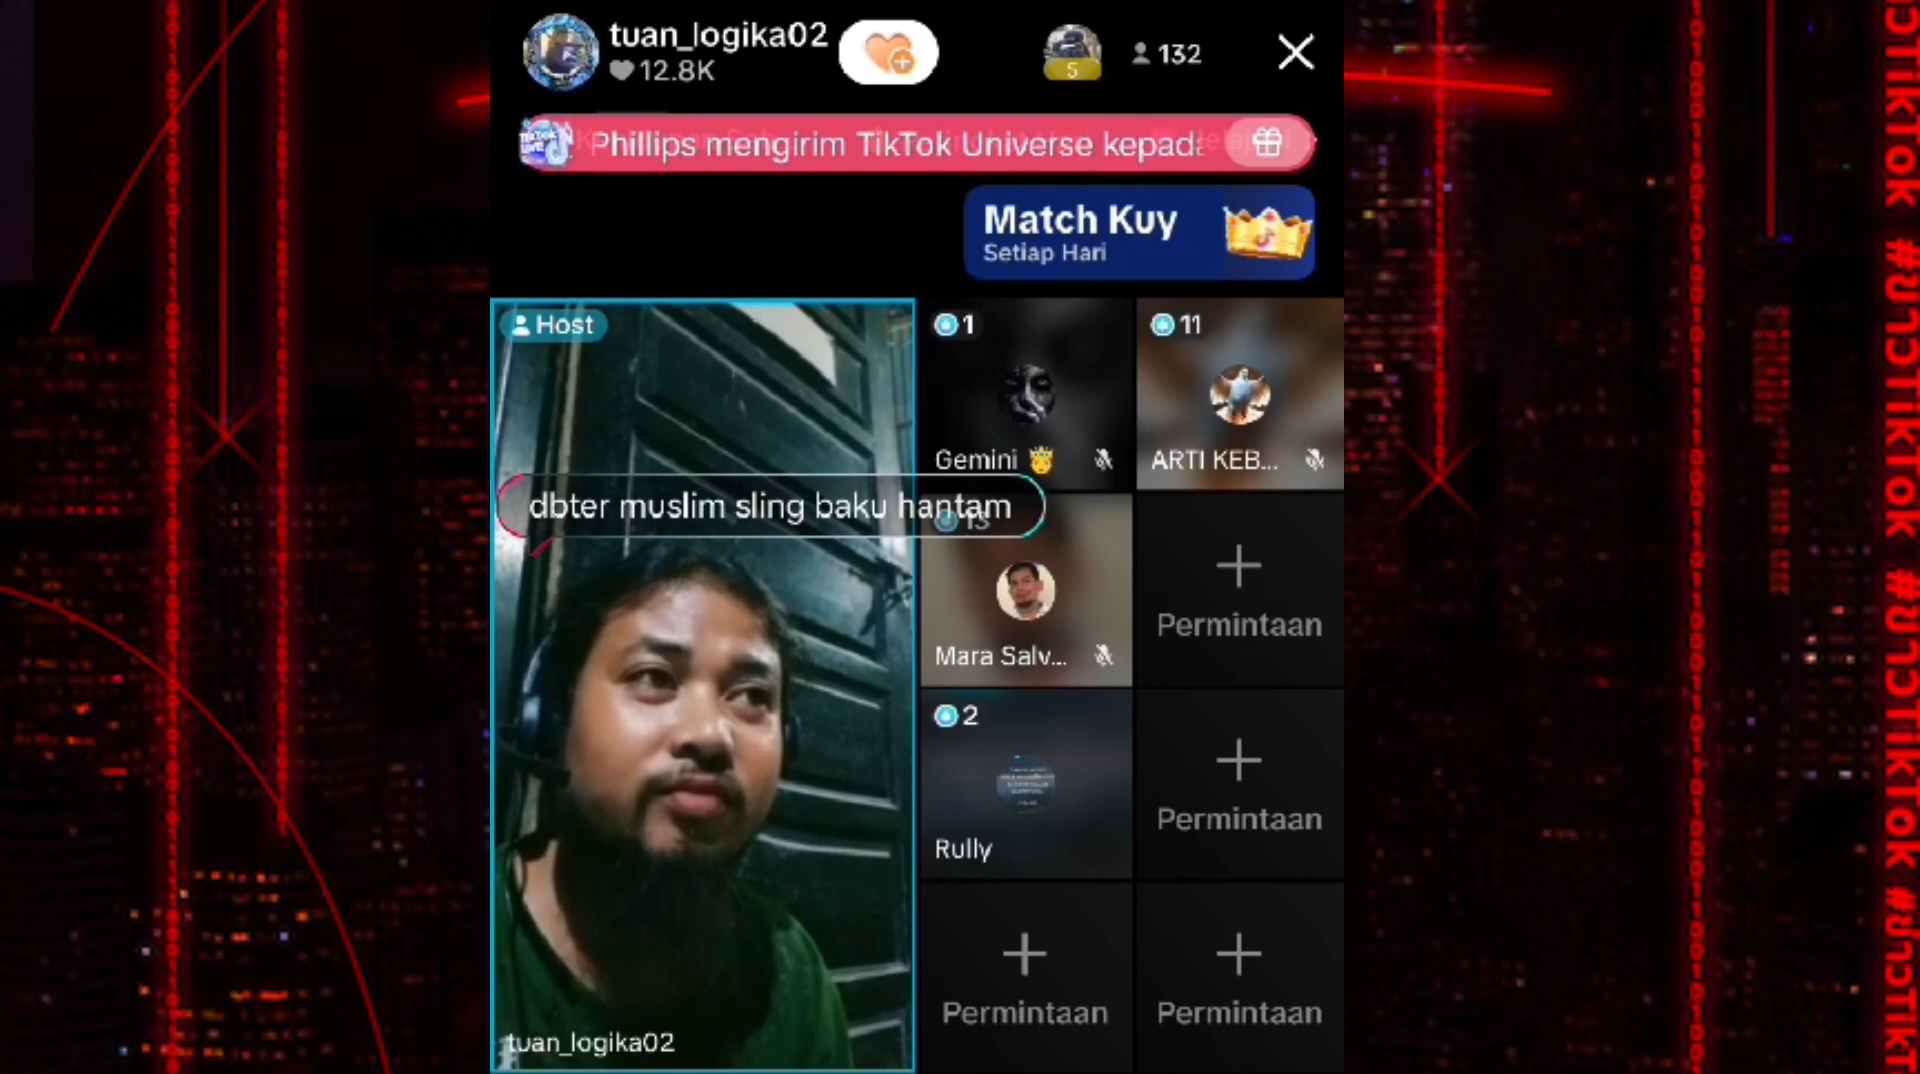 tuan_logika02
12.8K
5
132
Phillips mengirim TikTok Universe kepada
Match Kuy
Setiap Hari
Host
1
11
Gemini
ARTI KEB...
dbter muslim sling baku hantam
13
Permintaan
Mara Salv...
2
Permintaan
Rully
Permintaan
Permintaan
tuan_logika02